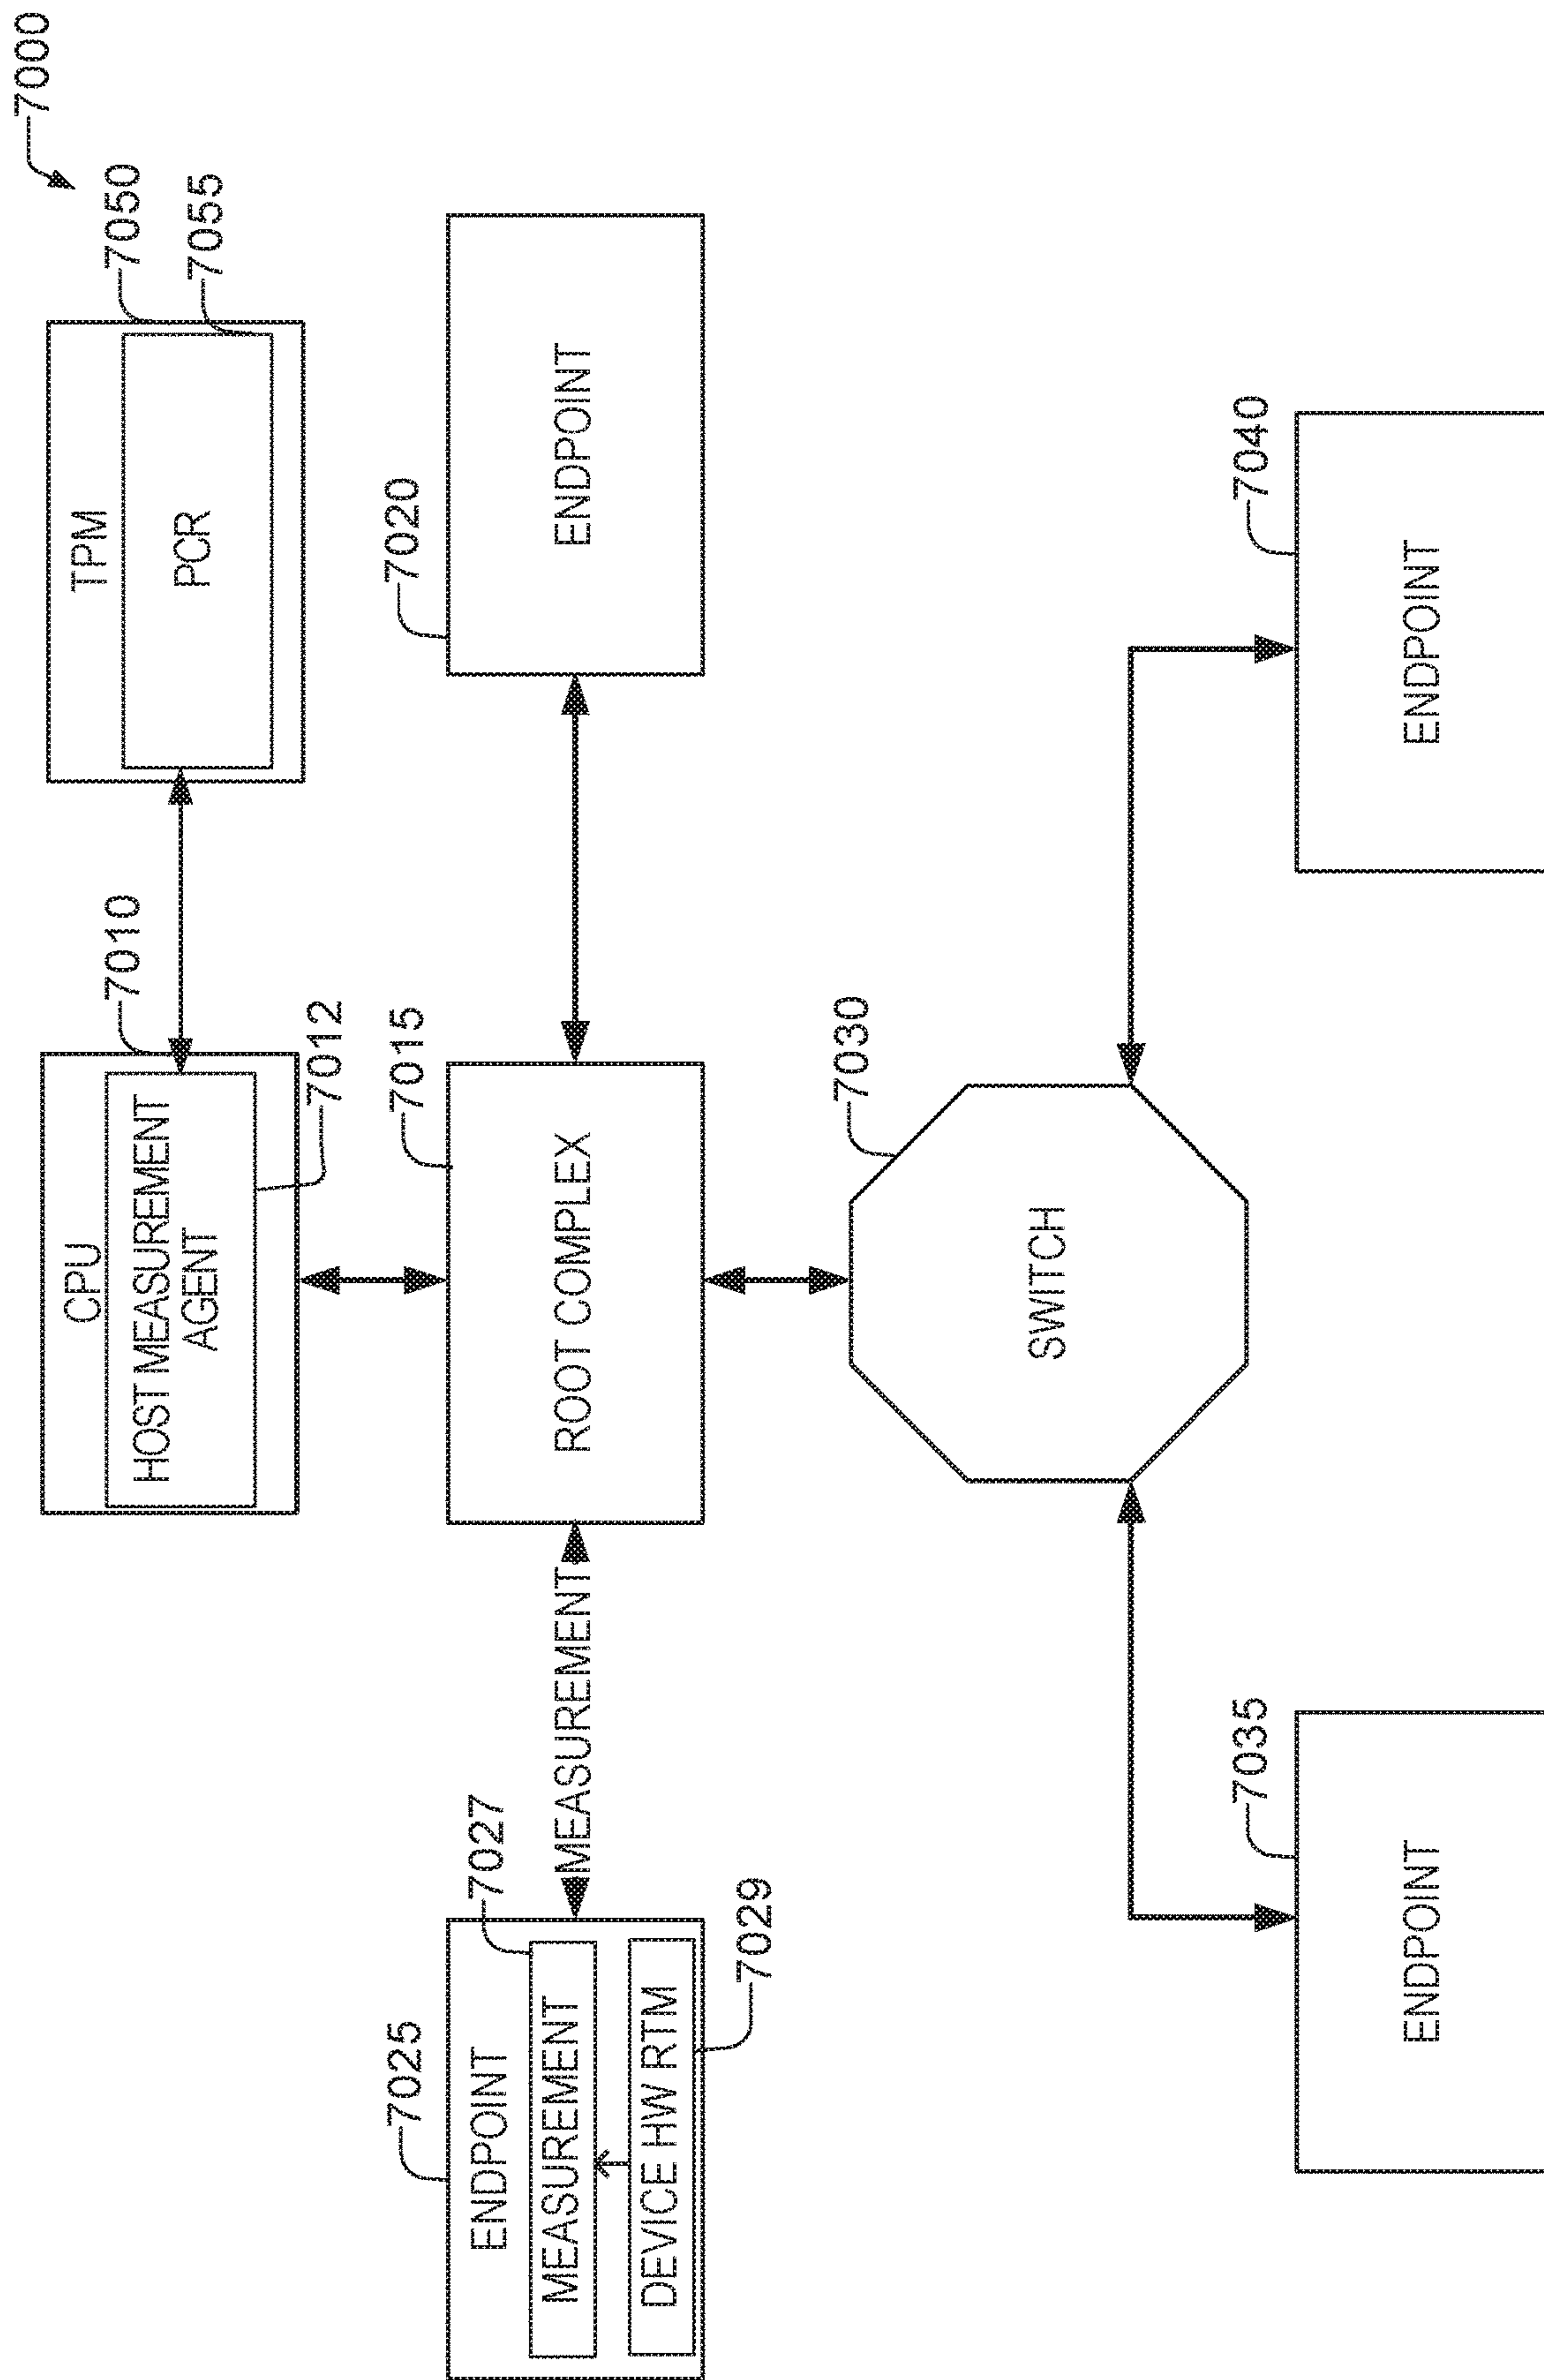 7000
7010
CPU
HOST MEASUREMENT
AGENT
7012
7050
TPM
PCR
7055
7025
ENDPOINT
MEASUREMENT
7027
DEVICE HW RTM
7029
MEASUREMENT
7015
ROOT COMPLEX
7020
ENDPOINT
7030
SWITCH
7035
ENDPOINT
7040
ENDPOINT